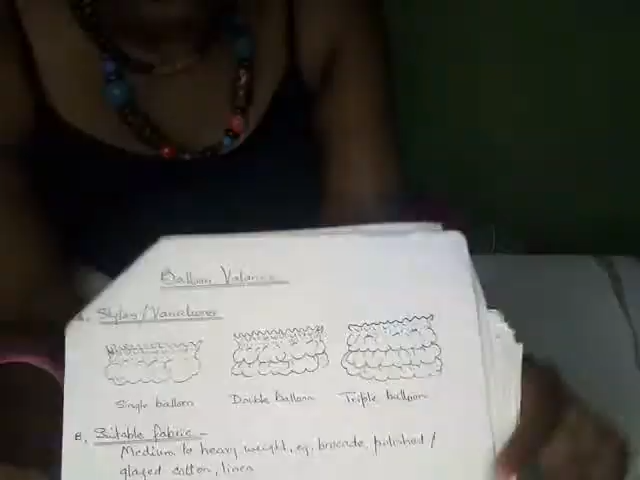 Balloon Valance
A. Styles/Variations
Single balloon Double balloon Triple balloon
B. Suitable fabric -
Medium to heavy weight, eg. brocade, polished /
glazed cotton, linen